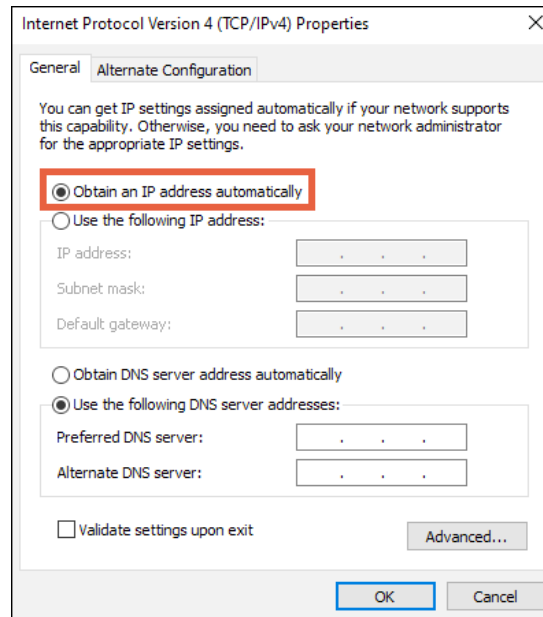 Internet Protocol Version 4 (TCP/IPv4) Properties
General
Alternate Configuration
You can get IP settings assigned automatically if your network supports
this capability. Otherwise, you need to ask your network administrator
for the appropriate IP settings.
Obtain an IP address automatically
Use the following IP address:
IP address:
Subnet mask:
Default gateway:
Obtain DNS server address automatically
Use the following DNS server addresses:
Preferred DNS server:
Alternate DNS server:
Validate settings upon exit
Advanced...
OK
Cancel